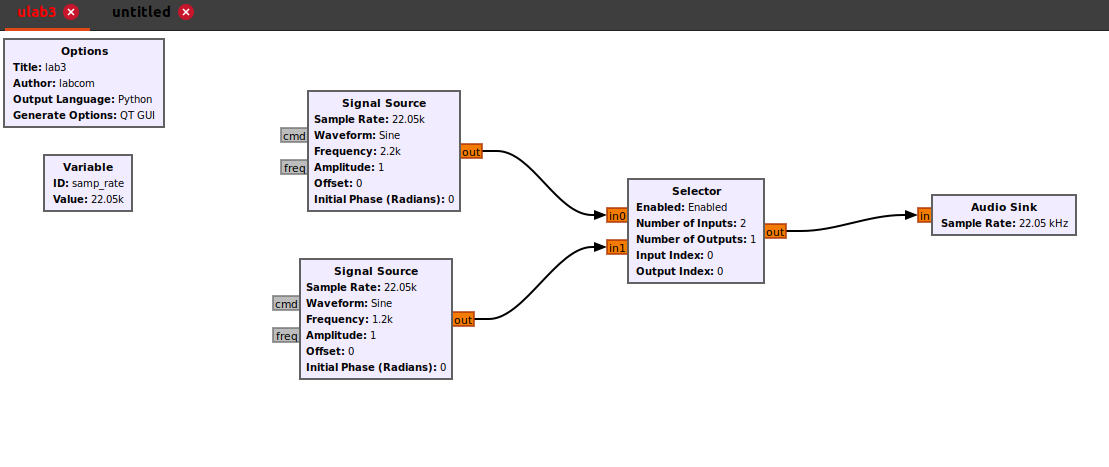 ulab3
untitled
Options
Title: lab3
Author: labcom
Output Language: Python
Generate Options: QT GUI
Variable
ID: samp_rate
Value: 22.05k
Signal Source
Sample Rate: 22.05k
cmd
Waveform: Sine
Frequency: 2.2k
out
freq
Amplitude: 1
Offset: 0
Initial Phase (Radians): 0
Signal Source
Sample Rate: 22.05k
cmd
Waveform: Sine
Frequency: 1.2k
out
freq
Amplitude: 1
Offset: 0
Initial Phase (Radians): 0
Selector
Enabled: Enabled
in0
Number of Inputs: 2
out
Number of Outputs: 1
in1
Input Index: 0
Output Index: 0
Audio Sink
in
Sample Rate: 22.05 kHz